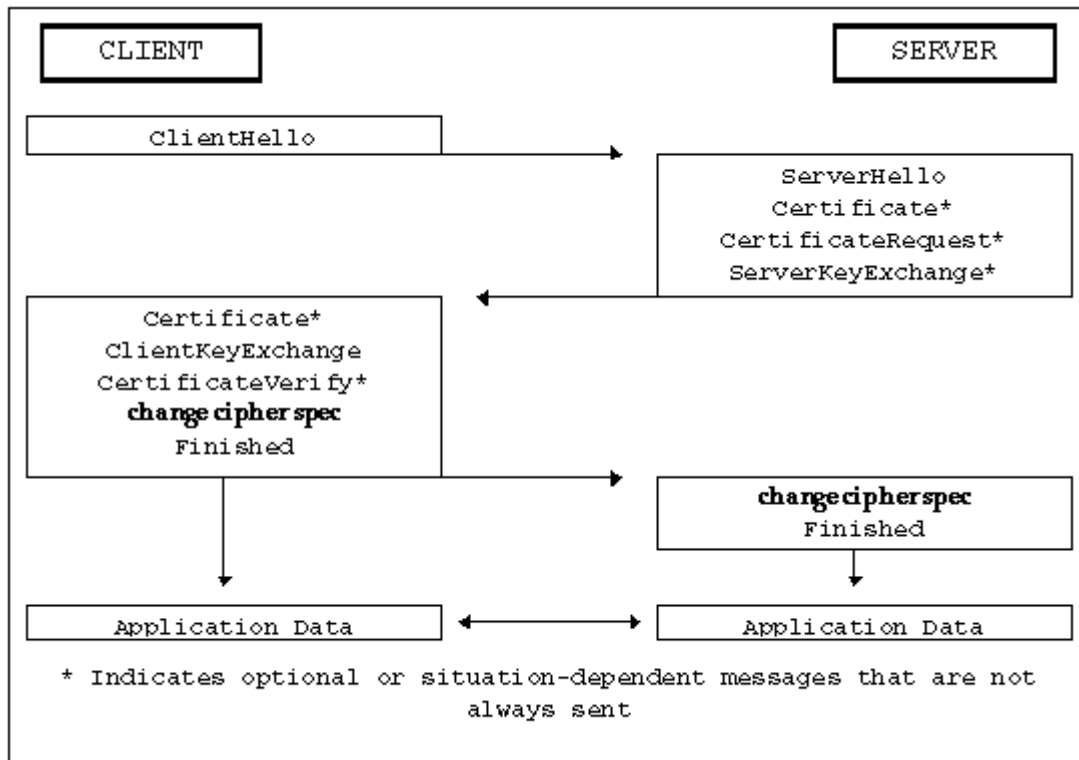 CLIENT
SERVER
ClientHello
ServerHello
Certificate*
CertificateRequest*
ServerKeyExchange*
Certificate*
ClientKeyExchange
CertificateVerify*
change cipher spec
Finished
change cipher spec
Finished
Application Data
Application Data
* Indicates optional or situation-dependent messages that are not
always sent